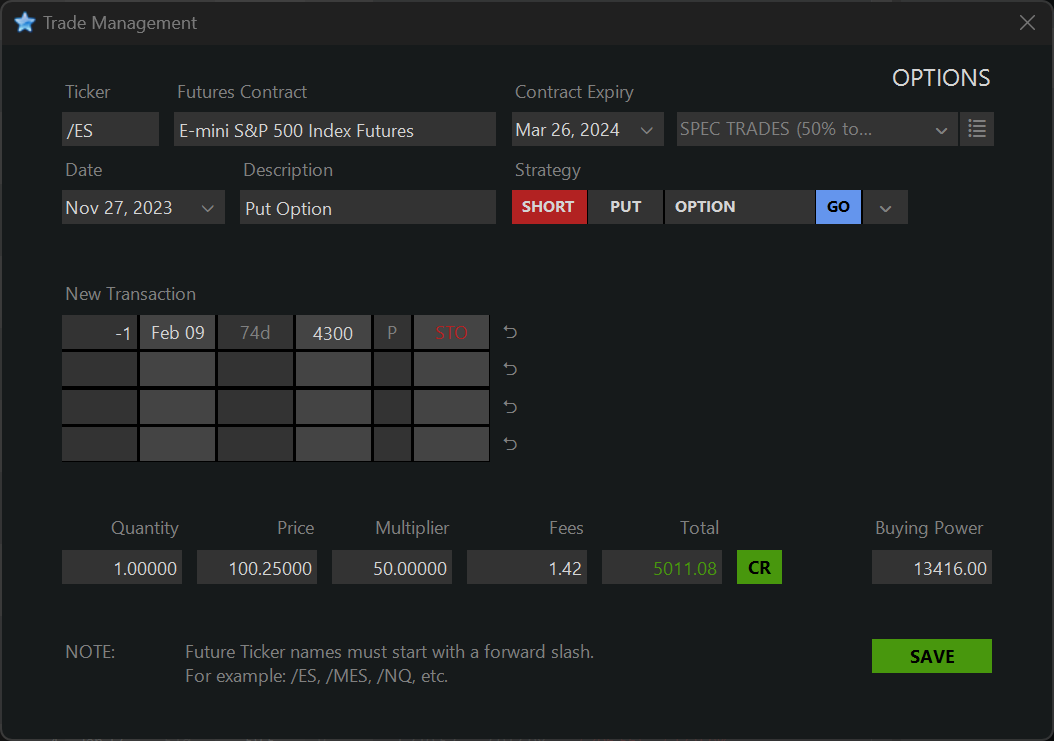 Trade Management
OPTIONS
Ticker Futures Contract Contract Expiry
/ES E-mini S&P 500 Index Futures Mar 26, 2024 SPEC TRADES (50% to...
Date Description Strategy
Nov 27, 2023 Put Option SHORT PUT OPTION GO
New Transaction
-1 Feb 09 74d 4300 P STO
Quantity Price Multiplier Fees Total Buying Power
1.00000 100.25000 50.00000 1.42 5011.08 CR 13416.00
NOTE: Future Ticker names must start with a forward slash.
For example: /ES, /MES, /NQ, etc.
SAVE